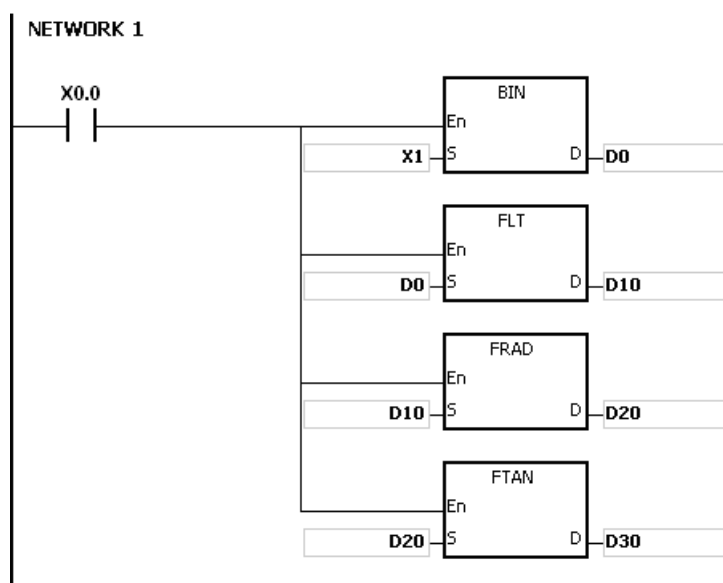 NETWORK 1
X0.0
BIN
En
X1 S D D0
FLT
En
D0 S D D10
FRAD
En
D10 S D D20
FTAN
En
D20 S D D30